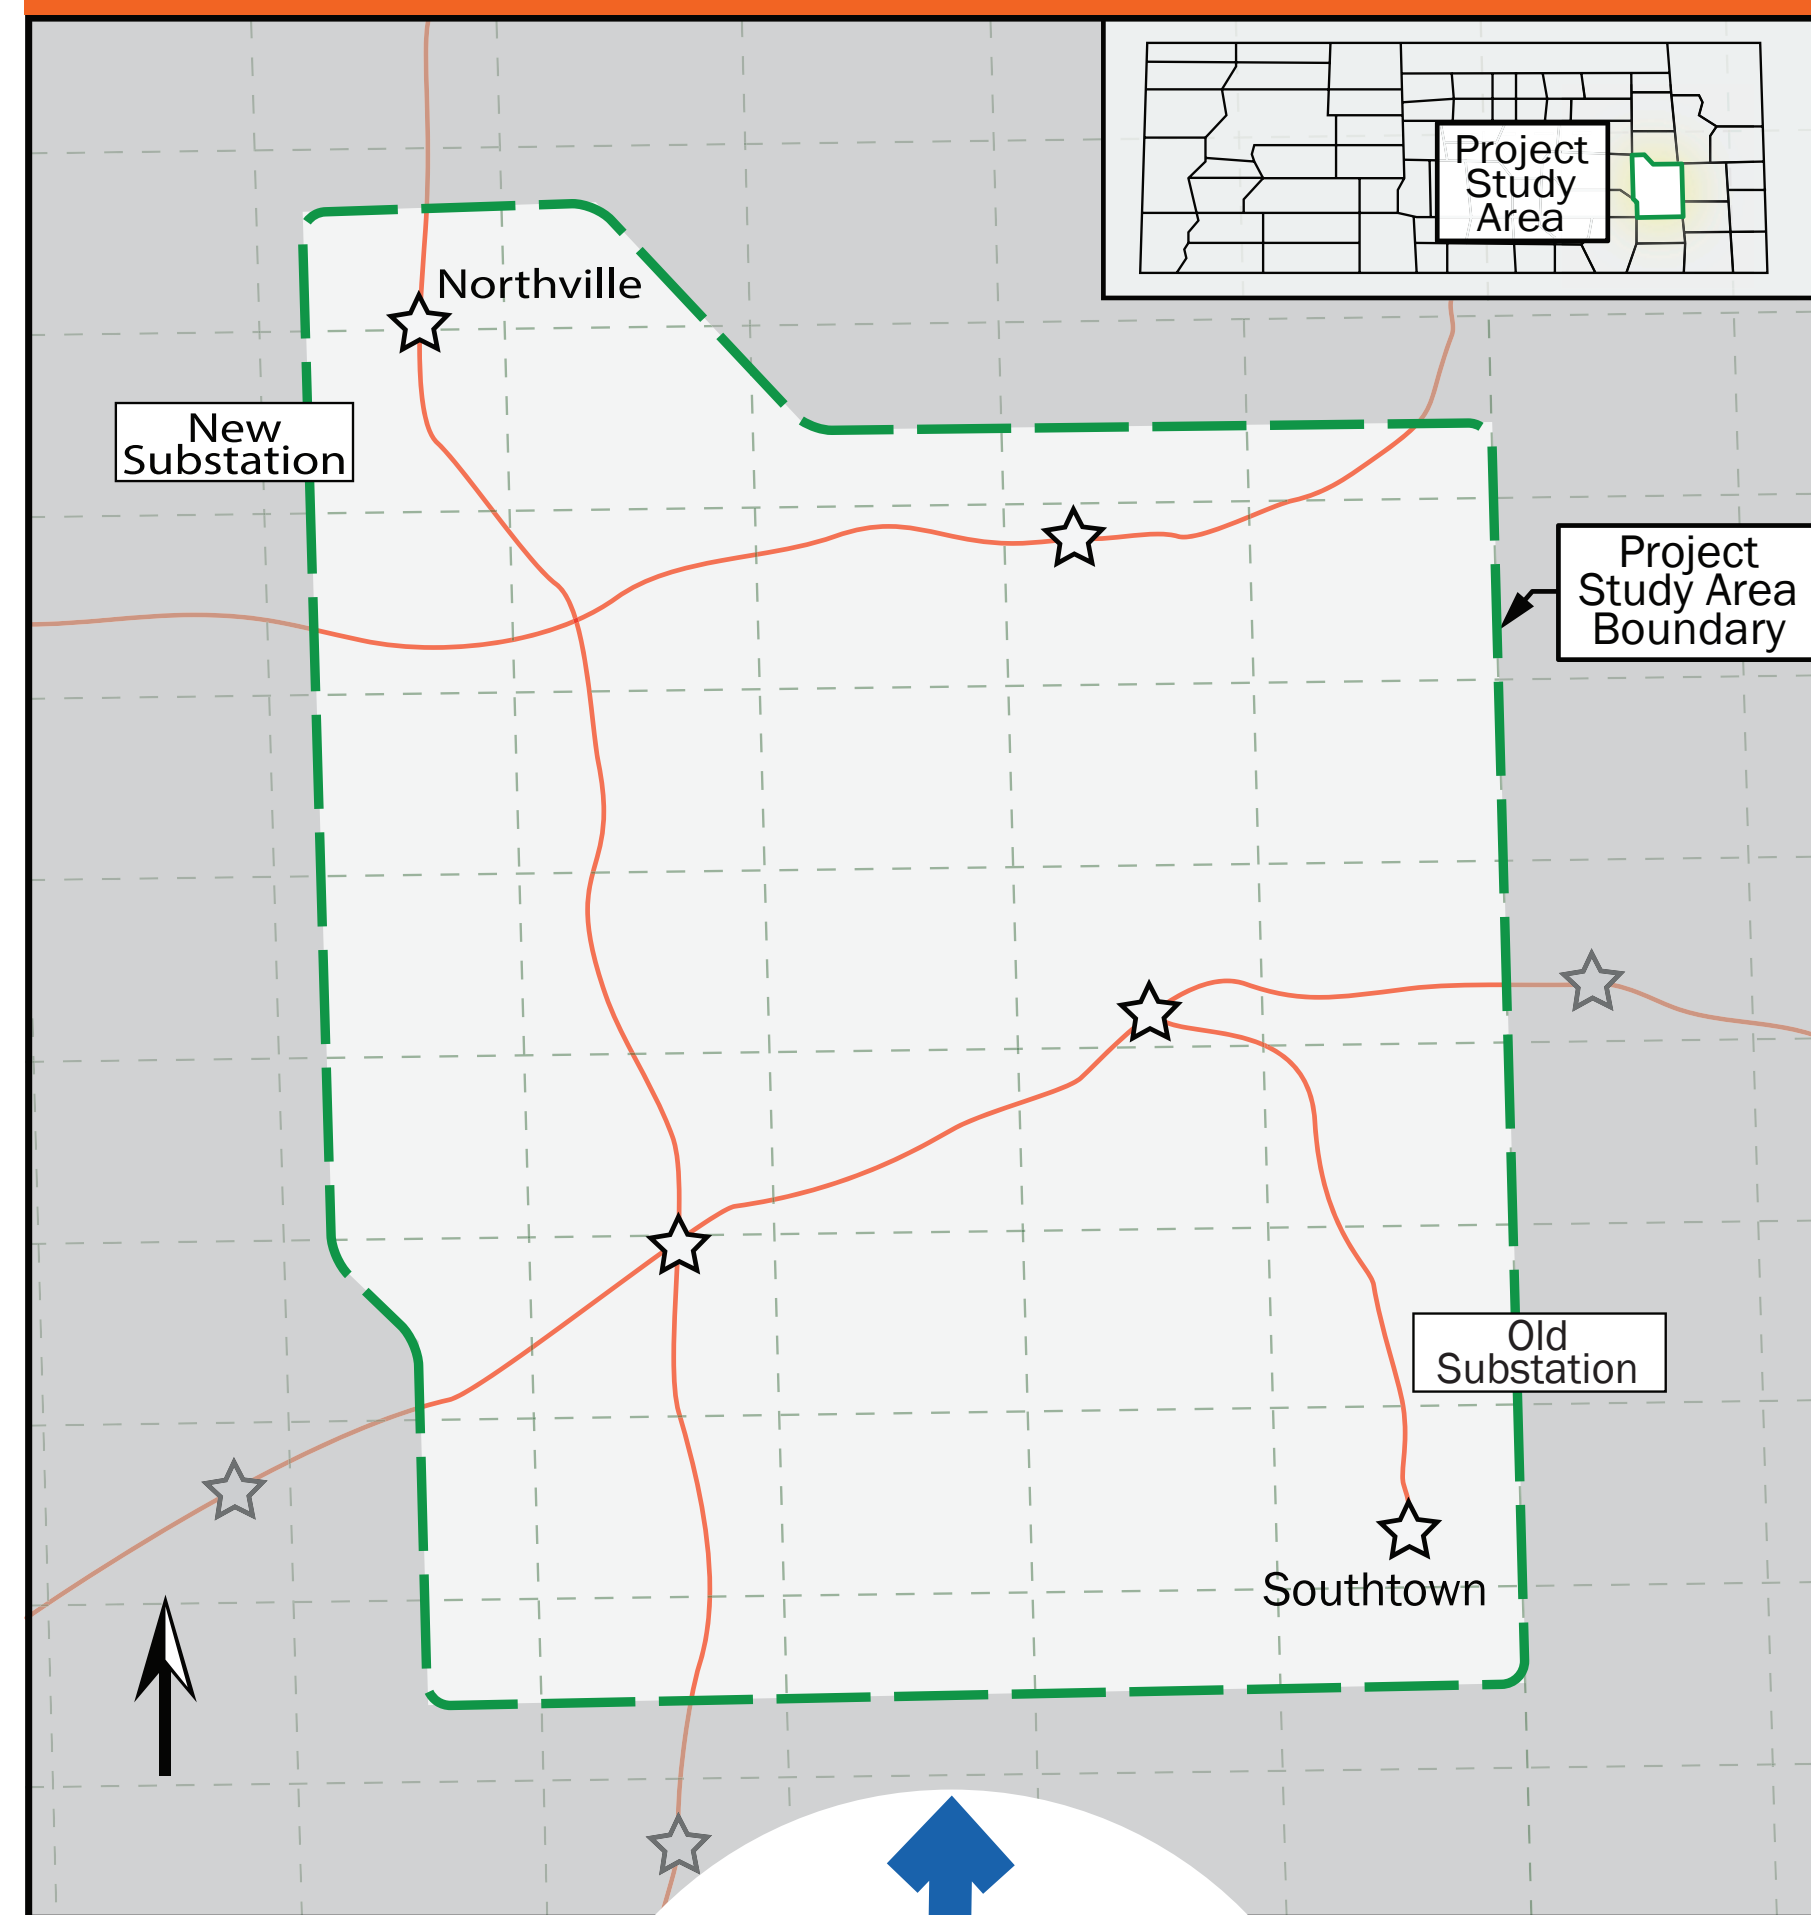 Project
Study
Area
Northville
New
Substation
Project
Study Area
Boundary
Old
Substation
Southtown